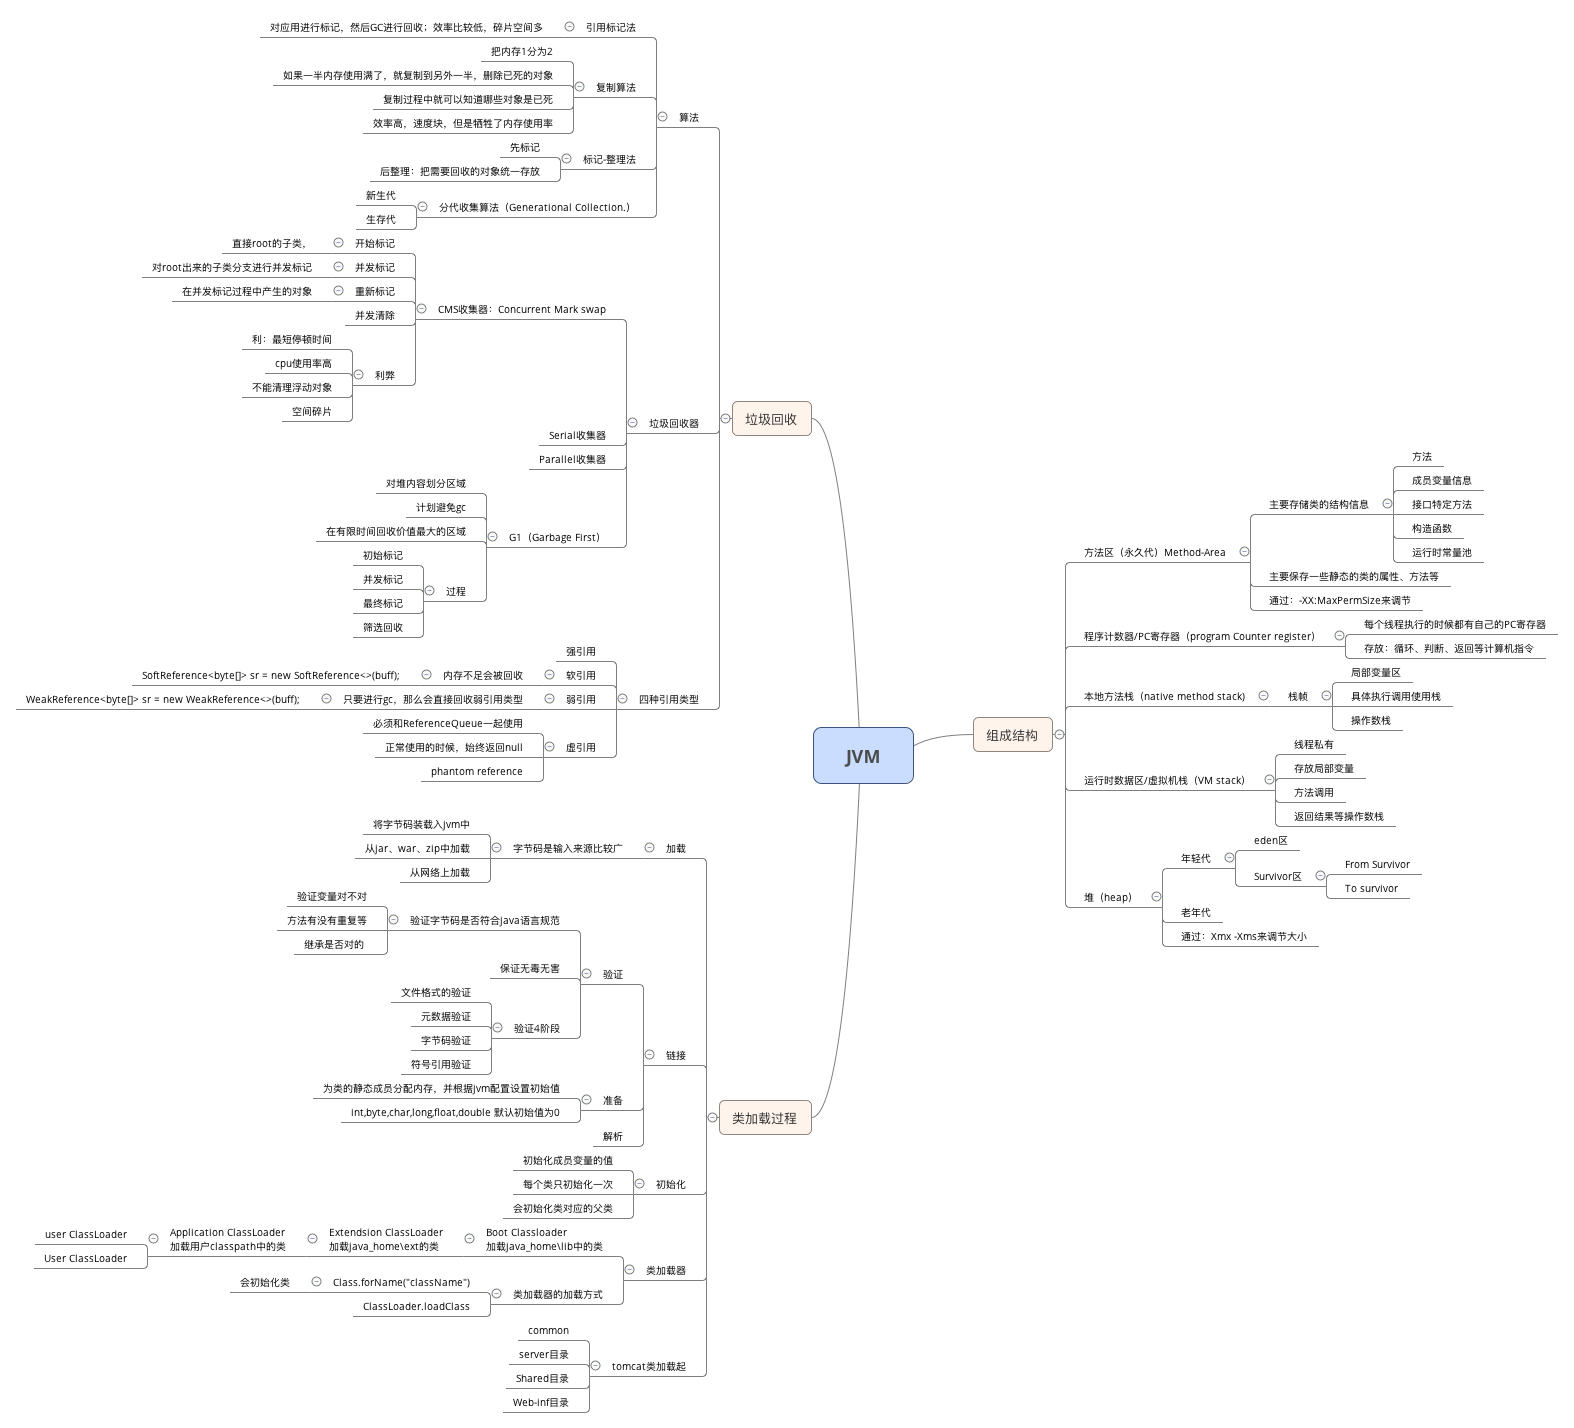 JVM
垃圾回收
算法
引用标记法
对应用进行标记，然后GC进行回收；效率比较低，碎片空间多
复制算法
把内存1分为2
如果一半内存使用满了，就复制到另外一半，删除已死的对象
复制过程中就可以知道哪些对象是已死
效率高，速度块，但是牺牲了内存使用率
标记-整理法
先标记
后整理：把需要回收的对象统一存放
分代收集算法（Generational Collection.）
新生代
生存代
垃圾回收器
CMS收集器：Concurrent Mark swap
开始标记
直接root的子类，
并发标记
对root出来的子类分支进行并发标记
重新标记
在并发标记过程中产生的对象
并发清除
利弊
利：最短停顿时间
cpu使用率高
不能清理浮动对象
空间碎片
Serial收集器
Parallel收集器
G1（Garbage First）
对堆内容划分区域
计划避免gc
在有限时间回收价值最大的区域
过程
初始标记
并发标记
最终标记
筛选回收
四种引用类型
强引用
软引用
内存不足会被回收
SoftReference<byte[]> sr = new SoftReference<>(buff);
弱引用
只要进行gc，那么会直接回收弱引用类型
WeakReference<byte[]> sr = new WeakReference<>(buff);
虚引用
必须和ReferenceQueue一起使用
正常使用的时候，始终返回null
phantom reference
组成结构
方法区（永久代）Method-Area
主要存储类的结构信息
方法
成员变量信息
接口特定方法
构造函数
运行时常量池
主要保存一些静态的类的属性、方法等
通过：-XX:MaxPermSize来调节
程序计数器/PC寄存器（program Counter register）
每个线程执行的时候都有自己的PC寄存器
存放：循环、判断、返回等计算机指令
本地方法栈（native method stack）
栈帧
局部变量区
具体执行调用使用栈
操作数栈
运行时数据区/虚拟机栈（VM stack）
线程私有
存放局部变量
方法调用
返回结果等操作数栈
堆（heap）
年轻代
eden区
Survivor区
From Survivor
To survivor
老年代
通过：Xmx -Xms来调节大小
类加载过程
加载
字节码是输入来源比较广
将字节码装载入jvm中
从jar、war、zip中加载
从网络上加载
链接
验证
验证字节码是否符合java语言规范
验证变量对不对
方法有没有重复等
继承是否对的
保证无毒无害
验证4阶段
文件格式的验证
元数据验证
字节码验证
符号引用验证
准备
为类的静态成员分配内存，并根据jvm配置设置初始值
int,byte,char,long,float,double 默认初始值为0
解析
初始化
初始化成员变量的值
每个类只初始化一次
会初始化类对应的父类
类加载器
Boot Classloader
加载java_home\lib中的类
Extendsion ClassLoader
加载java_home\ext的类
Application ClassLoader
加载用户classpath中的类
user ClassLoader
User ClassLoader
类加载器的加载方式
Class.forName("className")
会初始化类
ClassLoader.loadClass
tomcat类加载起
common
server目录
Shared目录
Web-inf目录